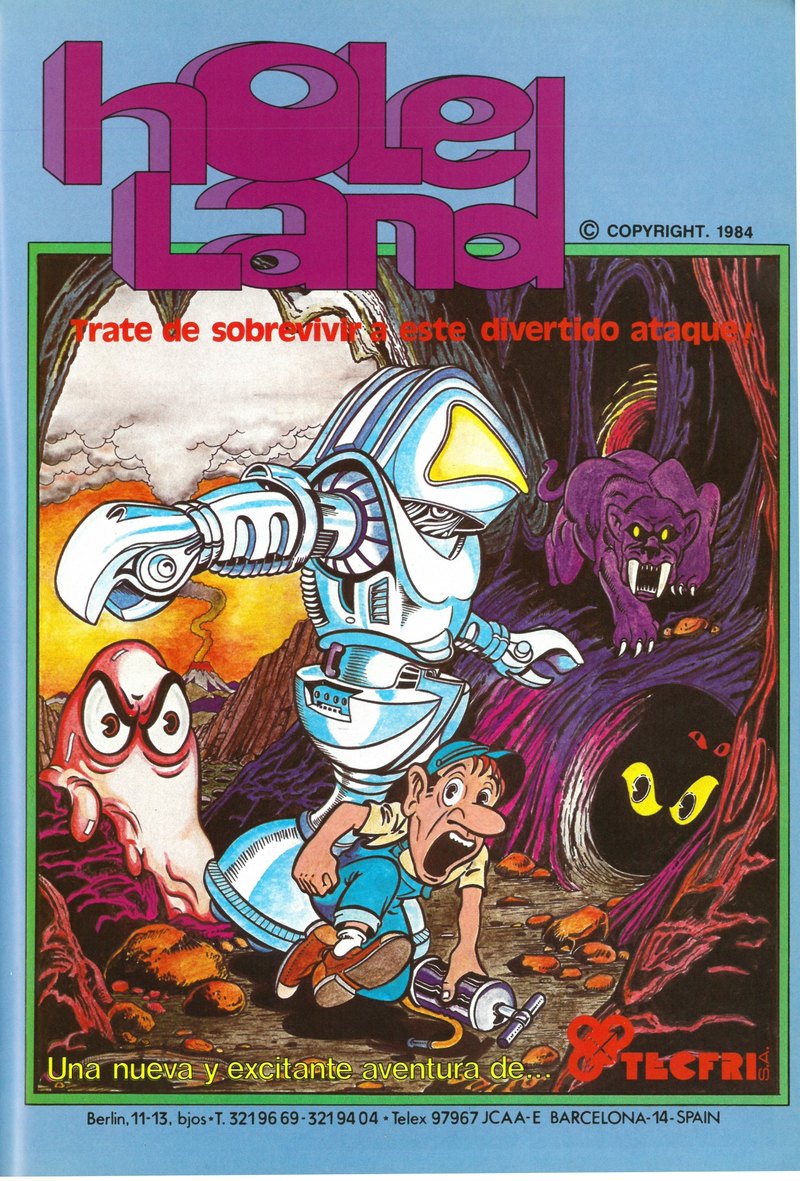 hole
Land
© COPYRIGHT. 1984
Trate de sobrevivir a este divertido ataque!
Una nueva y excitante aventura de...
TECFRI S.A.
Berlin, 11-13, bjos • T. 321 96 69 - 321 94 04 • Telex 97967 JCAA-E BARCELONA-14-SPAIN